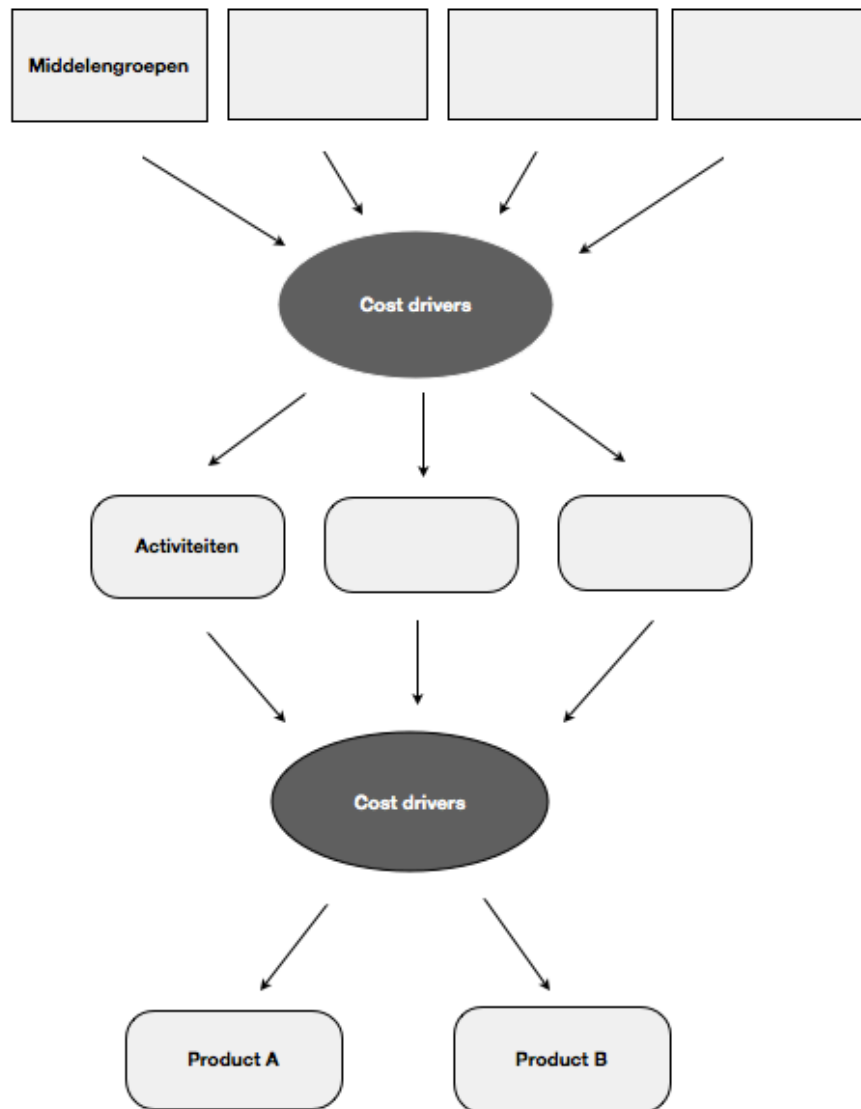 Middelengroepen
Cost drivers
Activiteiten
Cost drivers
Product A
Product B